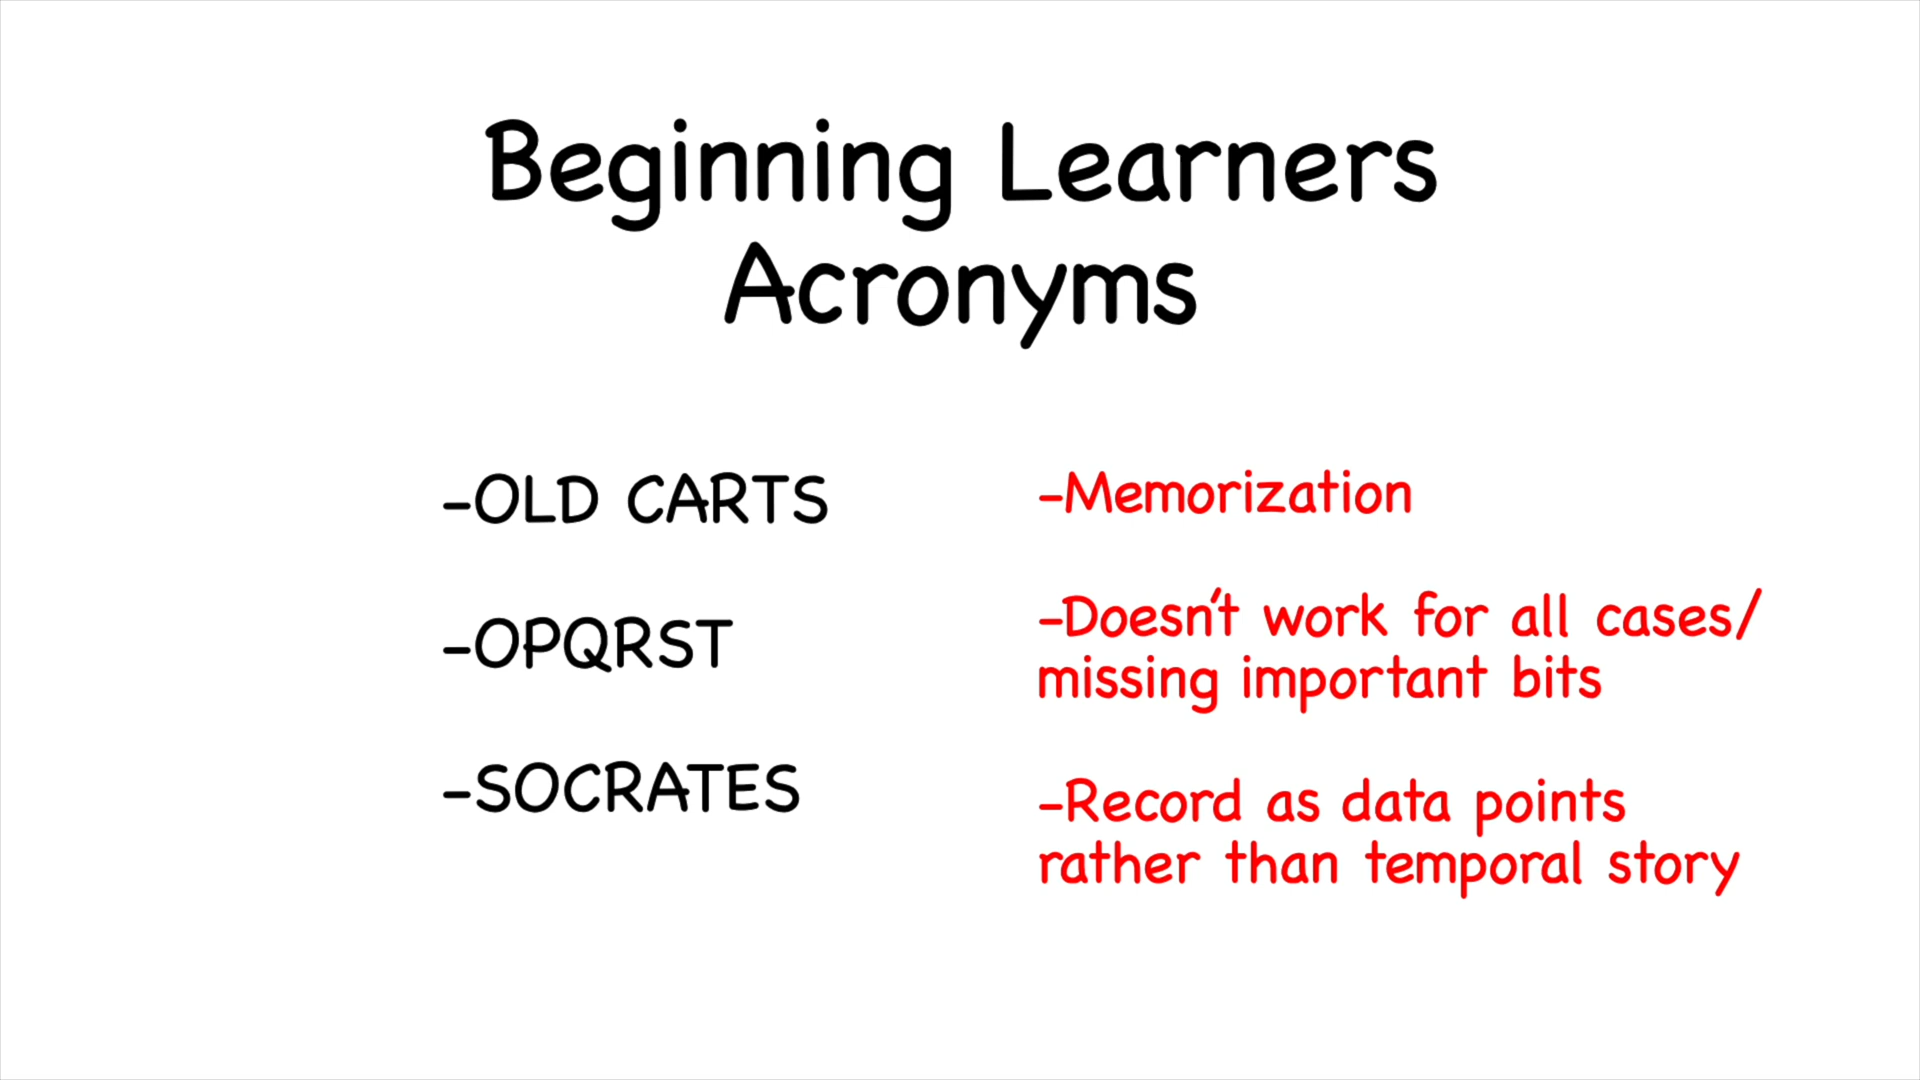 Beginning Learners
Acronyms
-OLD CARTS
-OPQRST
-SOCRATES
-Memorization
-Doesn't work for all cases/
missing important bits
-Record as data points
rather than temporal story